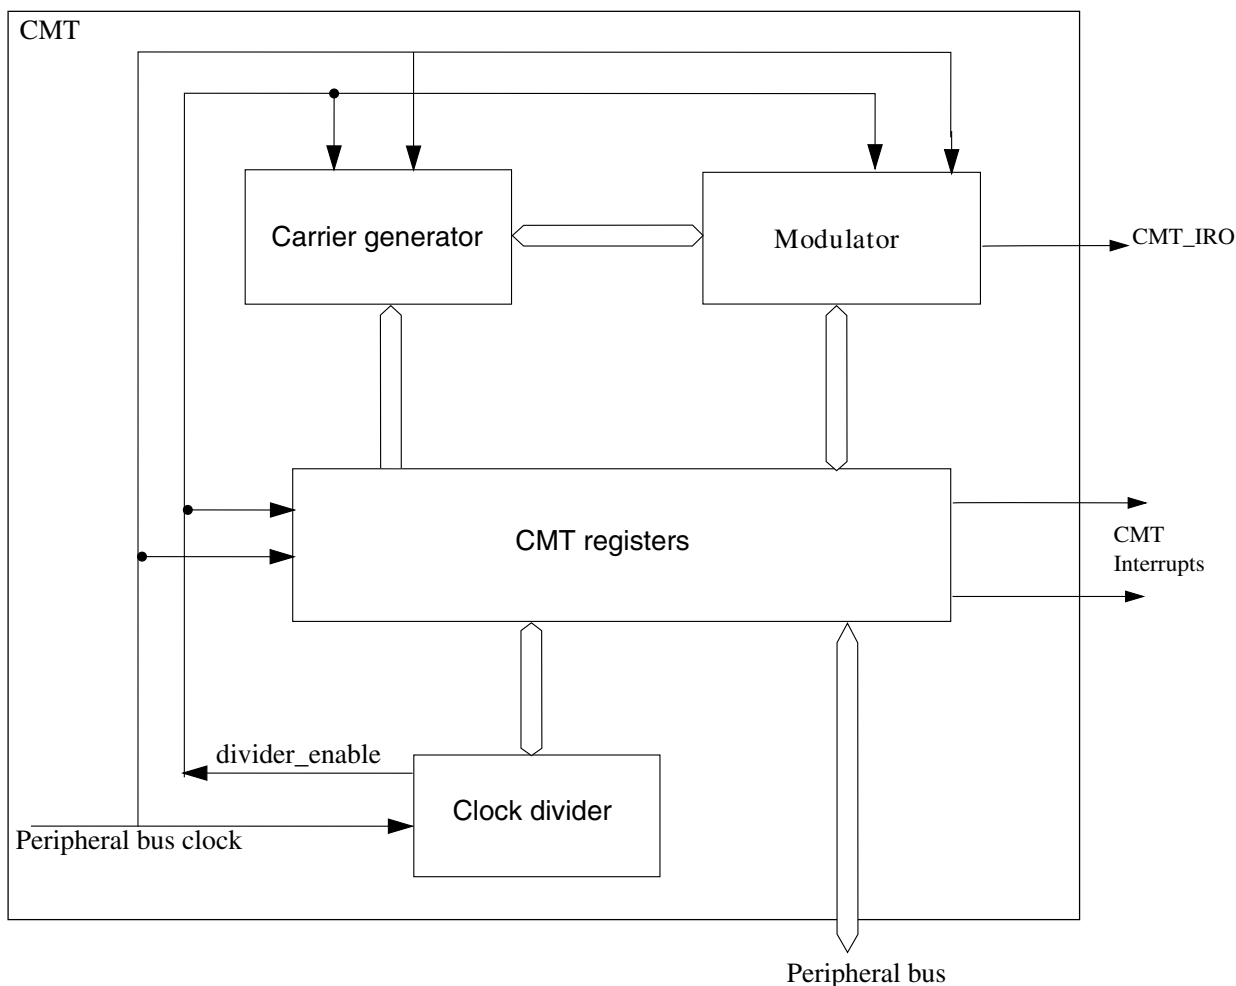 CMT
Carrier generator
Modulator
CMT_IRO
CMT registers
CMT
Interrupts
divider_enable
Clock divider
Peripheral bus clock
Peripheral bus